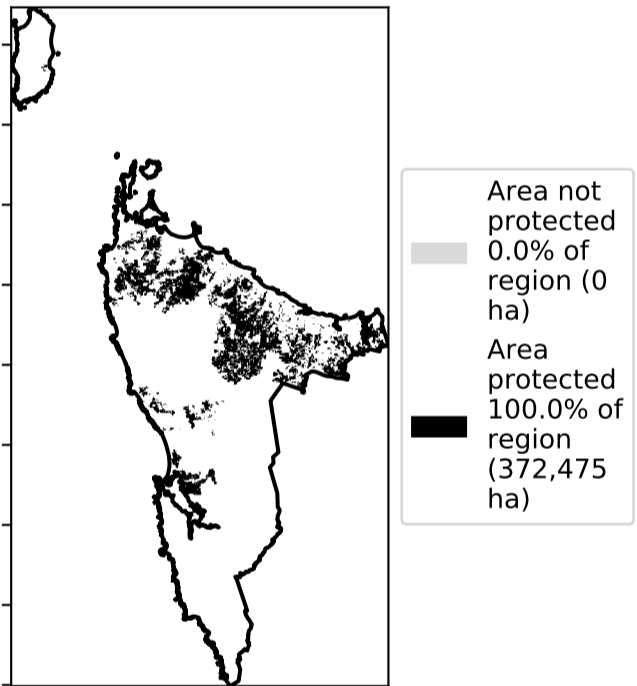 Area not
protected
0.0% of
region (0
ha)
Area
protected
100.0% of
region
(372,475
ha)